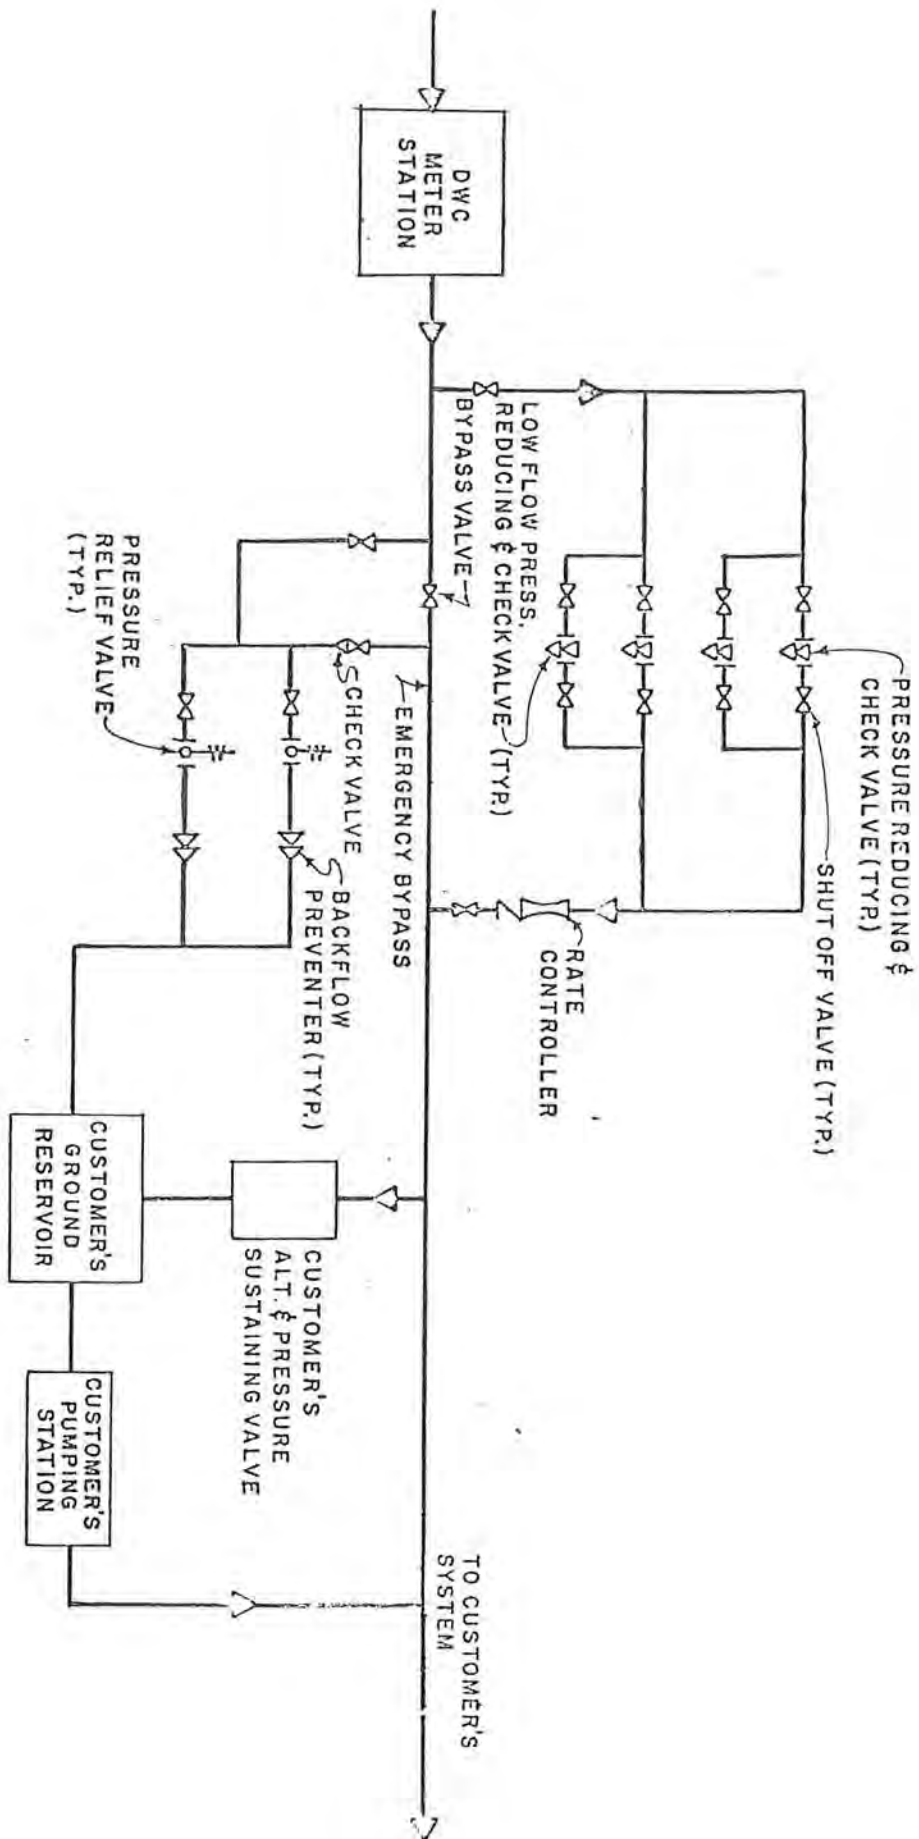 DWC
METER
STATION
PRESSURE REDUCING &
CHECK VALVE (TYP.)
SHUT OFF VALVE (TYP.)
LOW FLOW PRESS.
REDUCING & CHECK VALVE (TYP.)
BYPASS VALVE
RATE
CONTROLLER
EMERGENCY BYPASS
CHECK VALVE
PRESSURE
RELIEF VALVE
(TYP.)
BACKFLOW
PREVENTER (TYP.)
CUSTOMER'S
GROUND
RESERVOIR
CUSTOMER'S
ALT. & PRESSURE
SUSTAINING VALVE
CUSTOMER'S
PUMPING
STATION
TO CUSTOMER'S
SYSTEM